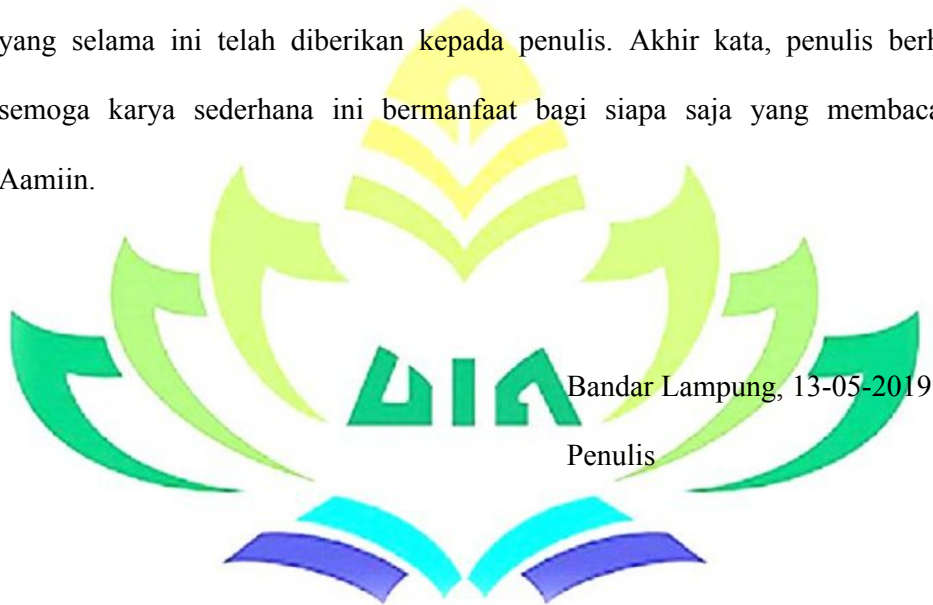 yang selama ini telah diberikan kepada penulis. Akhir kata, penulis berh
semoga karya sederhana ini bermanfaat bagi siapa saja yang membaca
Aamiin.
UIN
Bandar Lampung, 13-05-2019
Penulis